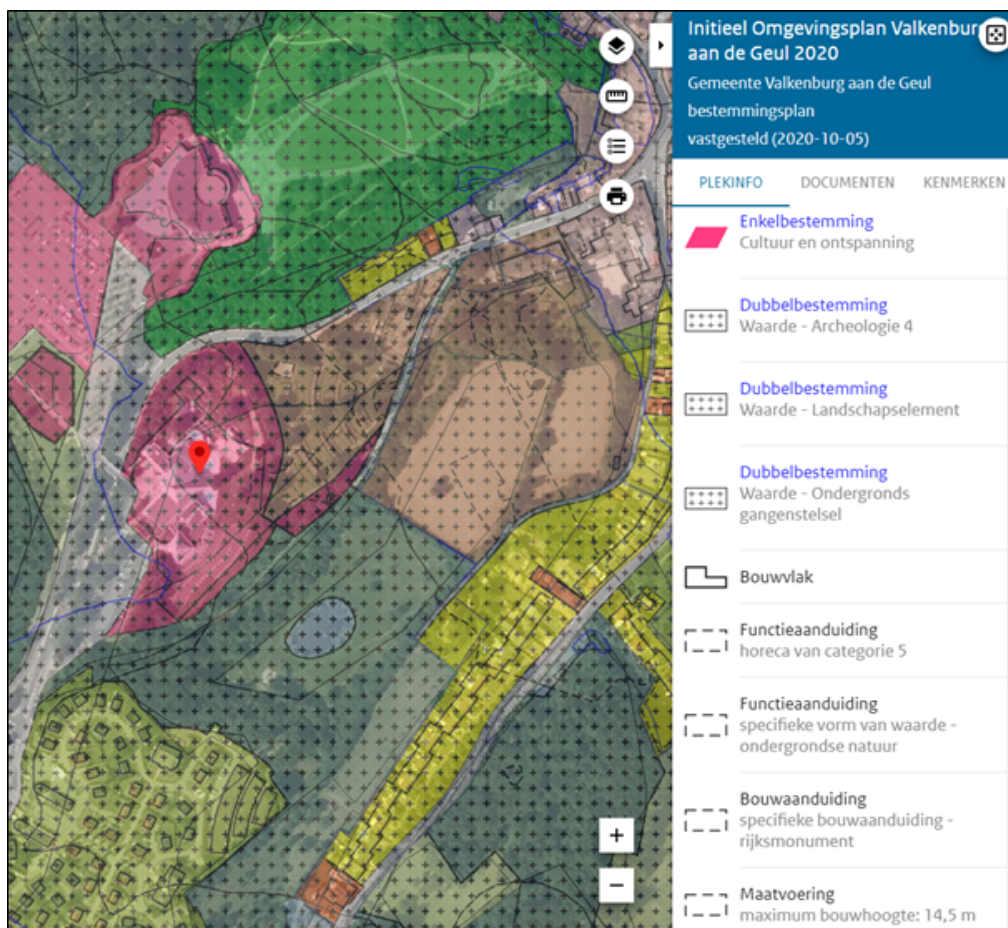 Initieel Omgevingsplan Valkenbur
aan de Geul 2020
Gemeente Valkenburg aan de Geul
bestemmingsplan
vastgesteld (2020-10-05)
PLEKINFO DOCUMENTEN KENMERKEN
Enkelbestemming
Cultuur en ontspanning
Dubbelbestemming
Waarde - Archeologie 4
Dubbelbestemming
Waarde - Landschapselement
Dubbelbestemming
Waarde - Ondergronds
gangenstelsel
Bouwvlak
Functieaanduiding
horeca van categorie 5
Functieaanduiding
specifieke vorm van waarde -
ondergrondse natuur
Bouwaanduiding
specifieke bouwaanduiding -
rijksmonument
Maatvoering
maximum bouwhoogte: 14,5 m